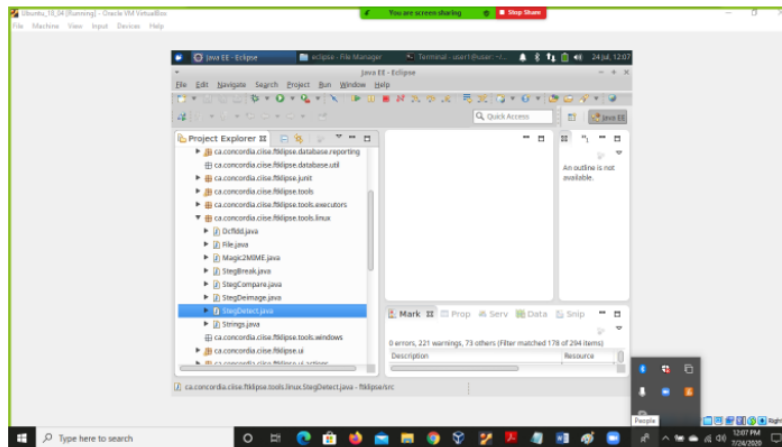 Ubuntu_18_04 [Running] - Oracle VM VirtualBox
You are screen sharing
Stop Share
File Machine View Input Devices Help
Java EE - Eclipse
eclipse - File Manager
Terminal - user1@user: ~...
24 Jul, 12:07
Java EE - Eclipse
File Edit Navigate Search Project Run Window Help
Quick Access
Java EE
Project Explorer
ca.concordia.ciise.ftklipse.database.reporting
ca.concordia.ciise.ftklipse.database.util
ca.concordia.ciise.ftklipse.junit
ca.concordia.ciise.ftklipse.tools
ca.concordia.ciise.ftklipse.tools.executors
ca.concordia.ciise.ftklipse.tools.linux
Dcfldd.java
File.java
Magic2MIME.java
StegBreak.java
StegCompare.java
StegDeimage.java
StegDetect.java
Strings.java
ca.concordia.ciise.ftklipse.tools.windows
ca.concordia.ciise.ftklipse.ui
ca.concordia.ciise.ftklipse.ui.actions
An outline is not
available.
Mark Prop Serv Data Snip
0 errors, 221 warnings, 73 others (Filter matched 178 of 294 items)
Description Resource
ca.concordia.ciise.ftklipse.tools.linux.StegDetect.java - ftklipse/src
People
Type here to search
12:07 PM
7/24/2020